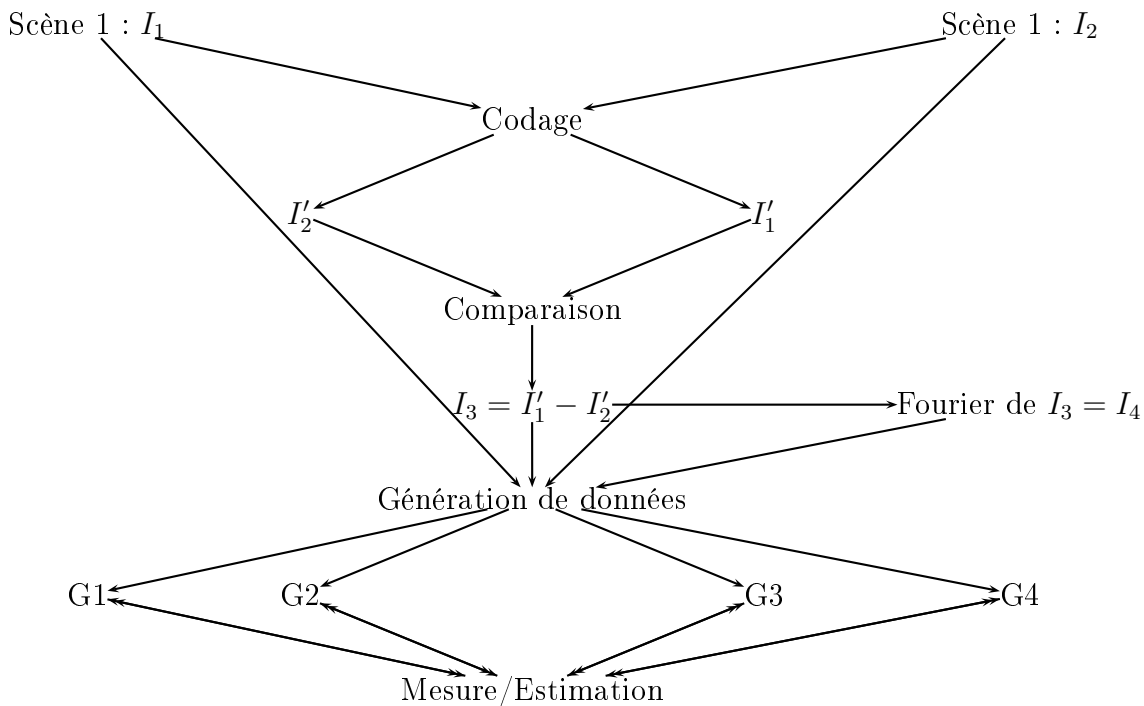 Scène 1 : I₁
Scène 1 : I₂
Codage
I′₂
I′₁
Comparaison
I₃ = I′₁ − I′₂
Fourier de I₃ = I₄
Génération de données
G1
G2
G3
G4
Mesure/Estimation